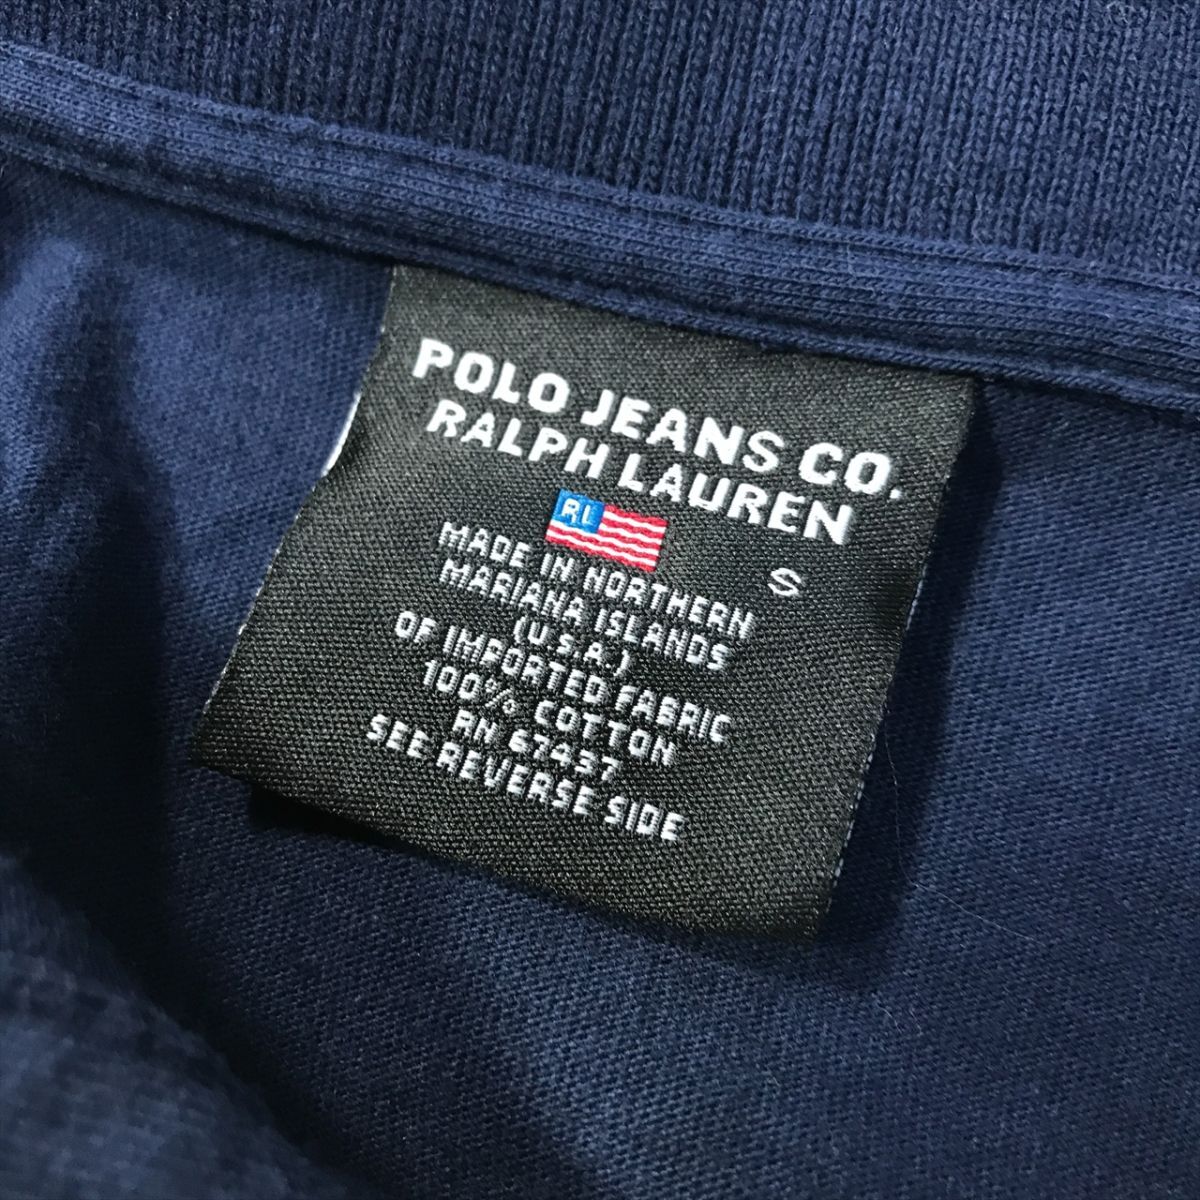 POLO JEANS CO.
RALPH LAUREN
RL
S
MADE IN NORTHERN
MARIANA ISLANDS
(U.S.A.)
OF IMPORTED FABRIC
100% COTTON
RN 67437
SEE REVERSE SIDE